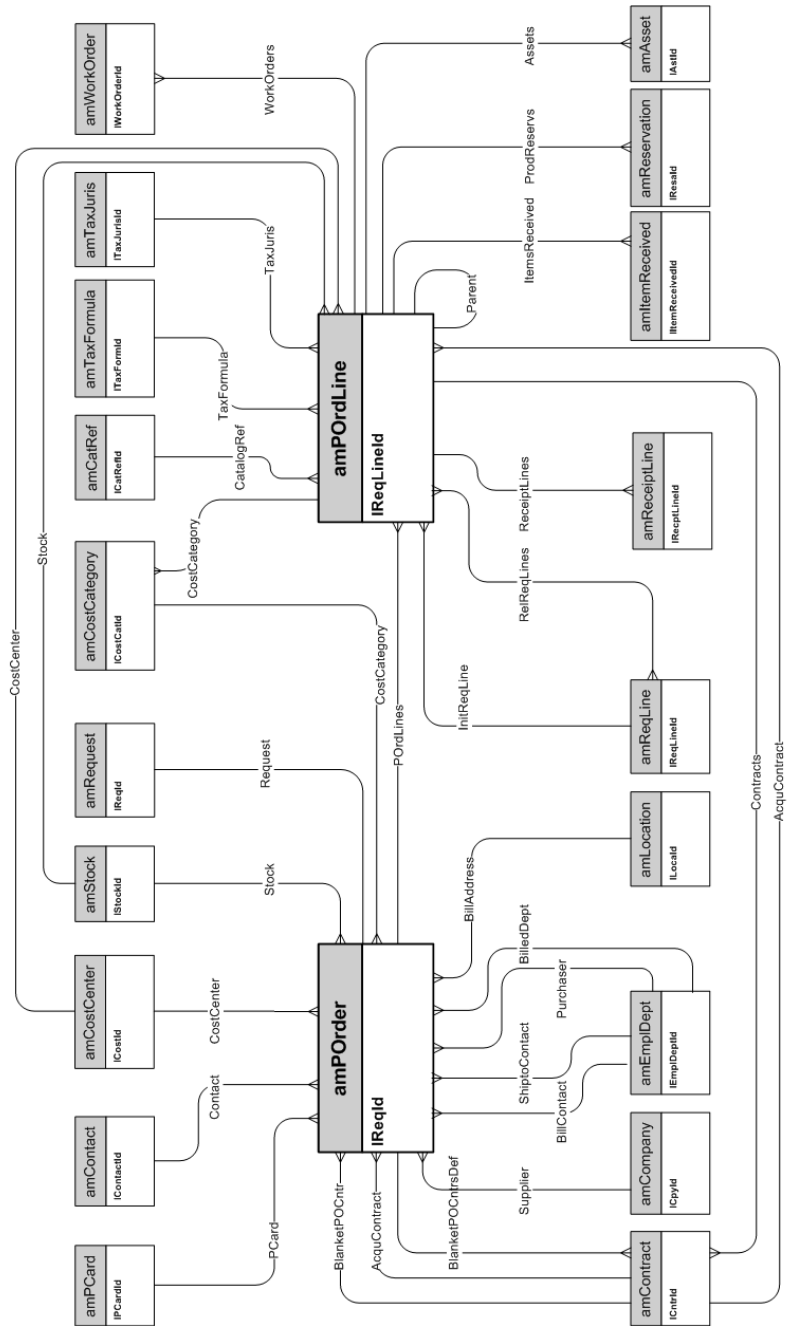 amPCard
lPCardId
amContact
lContactId
amCostCenter
lCostId
amStock
lStockId
amRequest
lReqId
amCostCategory
lCostCatId
amCatRef
lCatRefId
amTaxFormula
lTaxFormId
amTaxJuris
lTaxJurisId
amWorkOrder
lWorkOrderId
CostCenter
Stock
PCard
Contact
CostCenter
Stock
Request
CostCategory
CostCategory
CatalogRef
TaxFormula
TaxJuris
WorkOrders
amPOrder
lReqId
POrdLines
amPOrdLine
lReqLineId
Parent
BlanketPOCntr
AcquContract
BlanketPOCntrsDef
Supplier
BillContact
ShiptoContact
Purchaser
BilledDept
BillAddress
InitReqLine
RelReqLines
ReceiptLines
ItemsReceived
ProdReservs
Assets
amContract
lCntrId
amCompany
lCpyId
amEmplDept
lEmplDeptId
amLocation
lLocaId
amReqLine
lReqLineId
amReceiptLine
lRecptLineId
amItemReceived
lItemReceivedId
amReservation
lResaId
amAsset
lAstId
Contracts
AcquContract